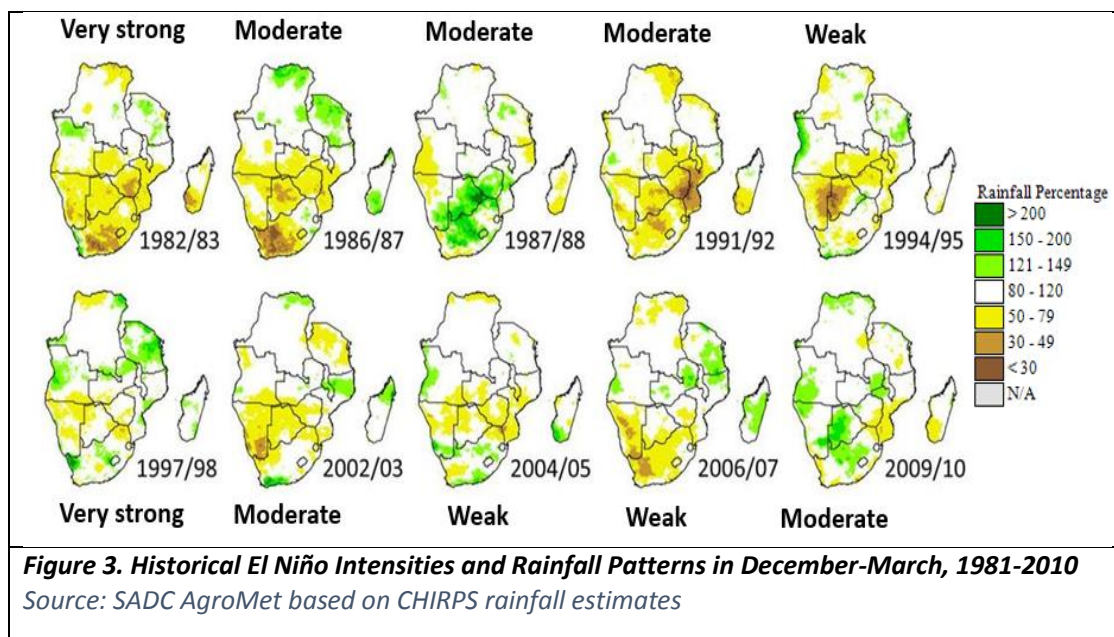 Very strong
Moderate
Moderate
Moderate
Weak
1982/83
1986/87
1987/88
1991/92
1994/95
Rainfall Percentage
> 200
150 - 200
121 - 149
80 - 120
50 - 79
30 - 49
< 30
N/A
1997/98
2002/03
2004/05
2006/07
2009/10
Very strong
Moderate
Weak
Weak
Moderate
Figure 3. Historical El Niño Intensities and Rainfall Patterns in December-March, 1981-2010
Source: SADC AgroMet based on CHIRPS rainfall estimates